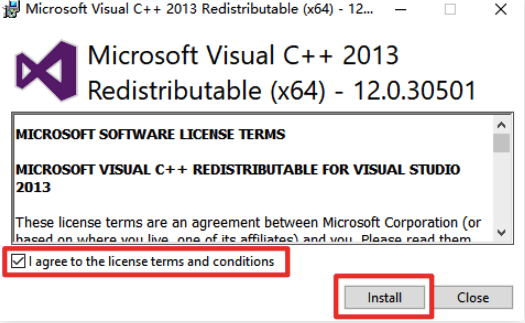 Microsoft Visual C++ 2013 Redistributable (x64) - 12...
Microsoft Visual C++ 2013
Redistributable (x64) - 12.0.30501
MICROSOFT SOFTWARE LICENSE TERMS
MICROSOFT VISUAL C++ REDISTRIBUTABLE FOR VISUAL STUDIO
2013
These license terms are an agreement between Microsoft Corporation (or
based on where you live, one of its affiliates) and you. Please read them
I agree to the license terms and conditions
Install Close